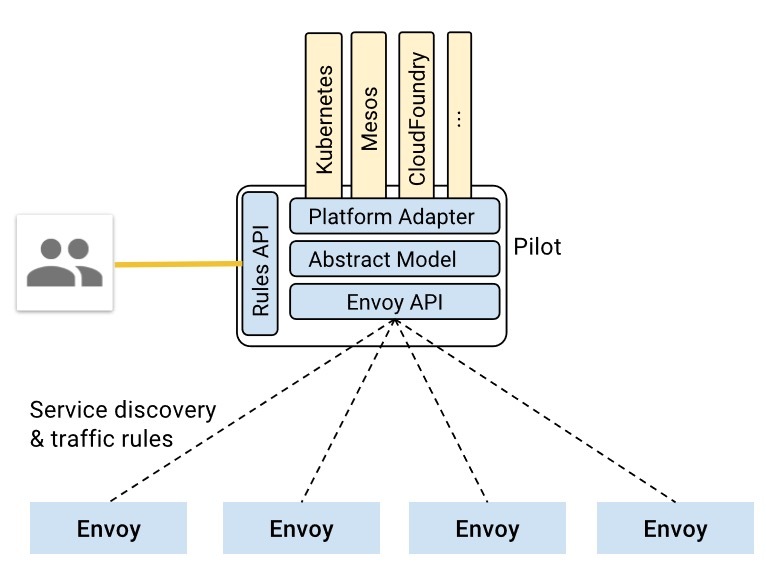 Kubernetes
Mesos
CloudFoundry
...
Rules API
Platform Adapter
Abstract Model
Envoy API
Pilot
Service discovery
& traffic rules
Envoy
Envoy
Envoy
Envoy